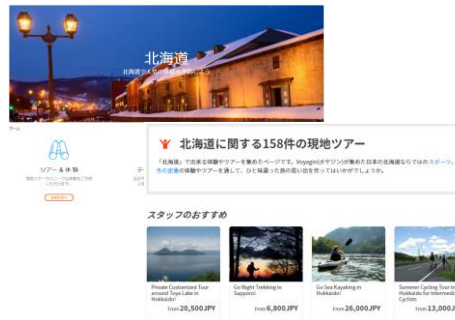 北海道
ホーム
ツアー＆体験
北海道に関する158件の現地ツアー
「北海道」で出来る体験やツアーを集めたページです。Voyagin(ボヤジン)が集めた日本の北海道ならではのスポーツ、
冬の定番の体験やツアーを通して、ひと味違った旅の思い出を作ってはいかがでしょうか。
スタッフのおすすめ
Private Customized Tour around Toya Lake in Hokkaido!
from 20,500JPY
Go Night Trekking in Sapporo!
from 6,800JPY
Go Sea Kayaking in Hokkaido!
from 26,000JPY
Summer Cycling Tour in Hokkaido for Intermediate Cyclists
from 13,000J